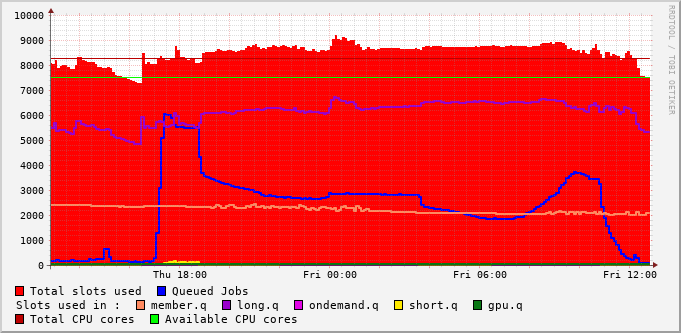 RRDTOOL / TOBI OETIKER
10000
9000
8000
7000
6000
5000
4000
3000
2000
1000
0
Thu 18:00 Fri 00:00 Fri 06:00 Fri 12:00
Total slots used Queued Jobs
Slots used in : member.q long.q ondemand.q short.q gpu.q
Total CPU cores Available CPU cores